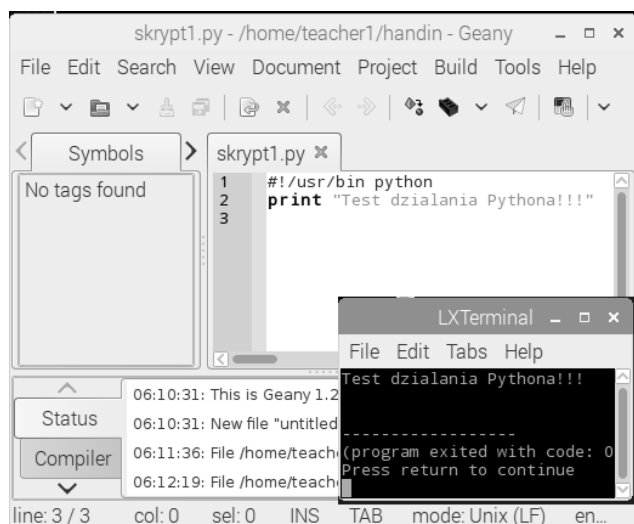 skrypt1.py - /home/teacher1/handin - Geany
File Edit Search View Document Project Build Tools Help
Symbols
skrypt1.py
No tags found
1 #!/usr/bin python
2 print "Test dzialania Pythona!!!"
3
LXTerminal
File Edit Tabs Help
Test dzialania Pythona!!!
------------------
(program exited with code: 0
Press return to continue
Status
Compiler
06:10:31: This is Geany 1.2
06:10:31: New file "untitled
06:11:36: File /home/teach
06:12:19: File /home/teach
line: 3 / 3 col: 0 sel: 0 INS TAB mode: Unix (LF) en...